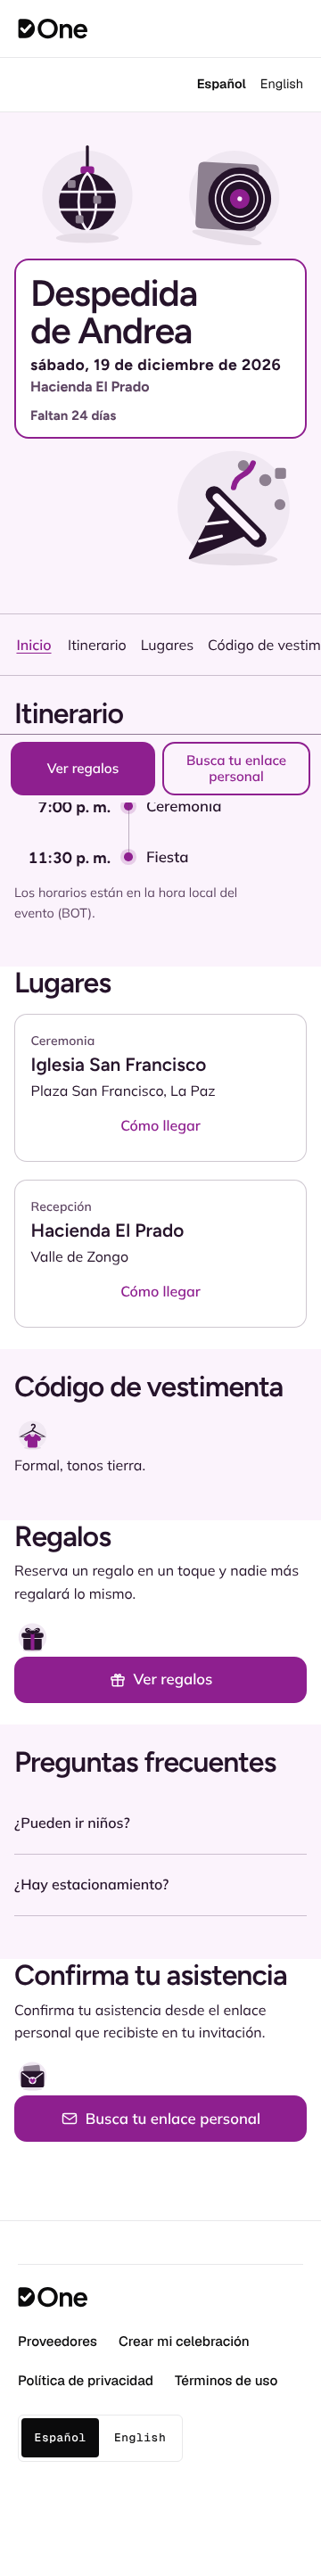 One
Español English
Despedida
de Andrea
sábado, 19 de diciembre de 2026
Hacienda El Prado
Faltan 24 días
Inicio Itinerario Lugares Código de vestim
Itinerario
Ver regalos
Busca tu enlace
personal
7:00 p. m. Ceremonia
11:30 p. m. Fiesta
Los horarios están en la hora local del
evento (BOT).
Lugares
Ceremonia
Iglesia San Francisco
Plaza San Francisco, La Paz
Cómo llegar
Recepción
Hacienda El Prado
Valle de Zongo
Cómo llegar
Código de vestimenta
Formal, tonos tierra.
Regalos
Reserva un regalo en un toque y nadie más
regalará lo mismo.
Ver regalos
Preguntas frecuentes
¿Pueden ir niños?
¿Hay estacionamiento?
Confirma tu asistencia
Confirma tu asistencia desde el enlace
personal que recibiste en tu invitación.
Busca tu enlace personal
One
Proveedores Crear mi celebración
Política de privacidad Términos de uso
Español English